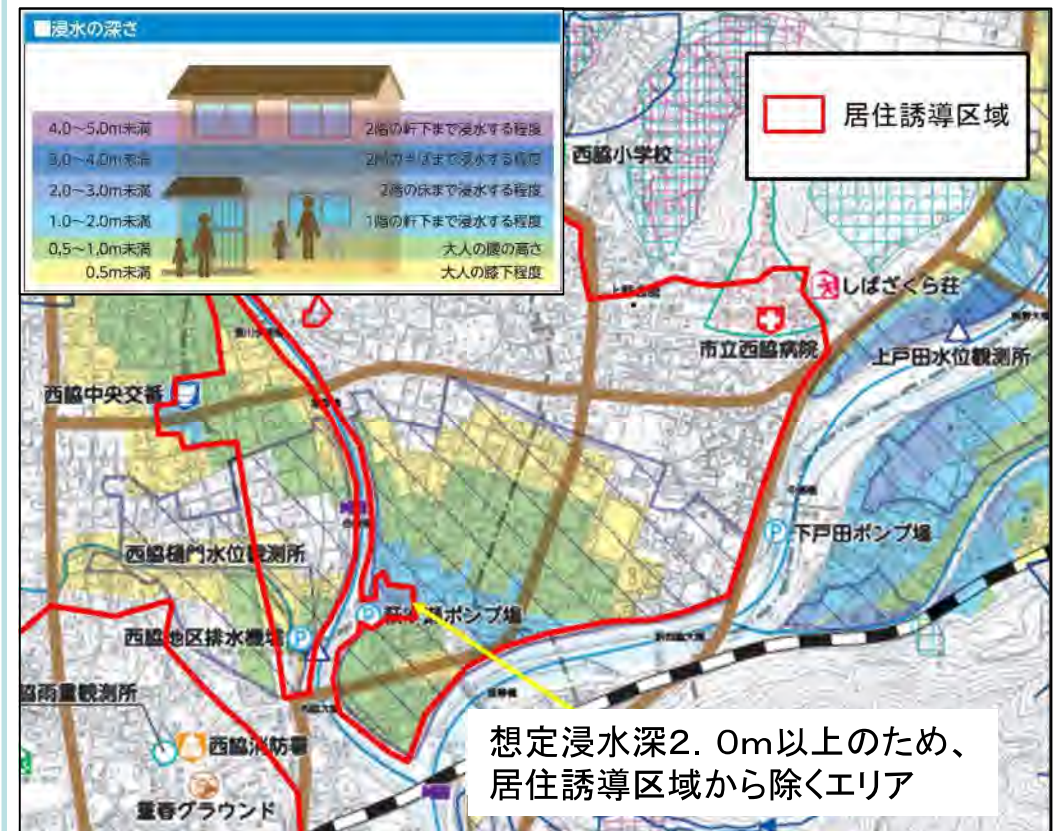 ■浸水の深さ
4.0～5.0m未満 2階の軒下まで浸水する程度
3.0～4.0m未満
2.0～3.0m未満 2階の床まで浸水する程度
1.0～2.0m未満 1階の軒下まで浸水する程度
0.5～1.0m未満 大人の腰の高さ
0.5m未満 大人の膝下程度
居住誘導区域
西脇小学校
しばざくら荘
市立西脇病院
上戸田水位観測所
西脇中央交番
P 下戸田ポンプ場
西脇樋門水位観測所
P ポンプ場
西脇地区排水機場 P
脇雨量観測所
西脇消防署
重春グラウンド
想定浸水深2．0m以上のため、
居住誘導区域から除くエリア